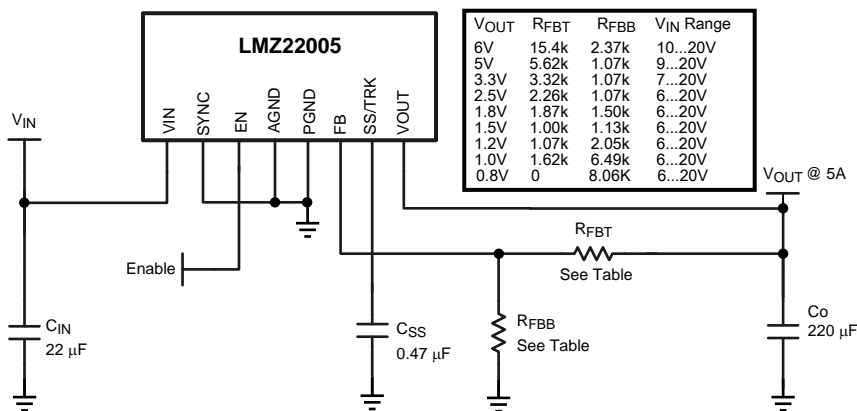 LMZ22005
VIN
SYNC
EN
AGND
PGND
FB
SS/TRK
VOUT
VOUT RFBT RFBB VIN Range
6V 15.4k 2.37k 10...20V
5V 5.62k 1.07k 9...20V
3.3V 3.32k 1.07k 7...20V
2.5V 2.26k 1.07k 6...20V
1.8V 1.87k 1.50k 6...20V
1.5V 1.00k 1.13k 6...20V
1.2V 1.07k 2.05k 6...20V
1.0V 1.62k 6.49k 6...20V
0.8V 0 8.06K 6...20V
VIN
VOUT @ 5A
Enable
RFBT
See Table
CIN
22 μF
CSS
0.47 μF
RFBB
See Table
Co
220 μF